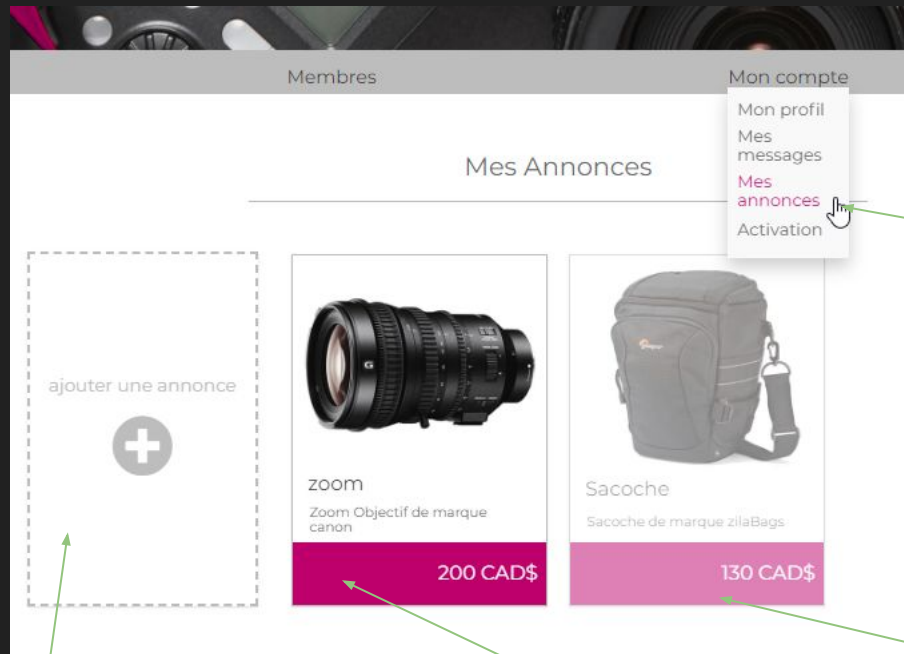 Membres
Mon compte
Mon profil
Mes
messages
Mes
annonces
Activation
Mes Annonces
ajouter une annonce
G
zoom
Zoom Objectif de marque
canon
200 CAD$
Sacoche
Sacoche de marque zilaBags
130 CAD$